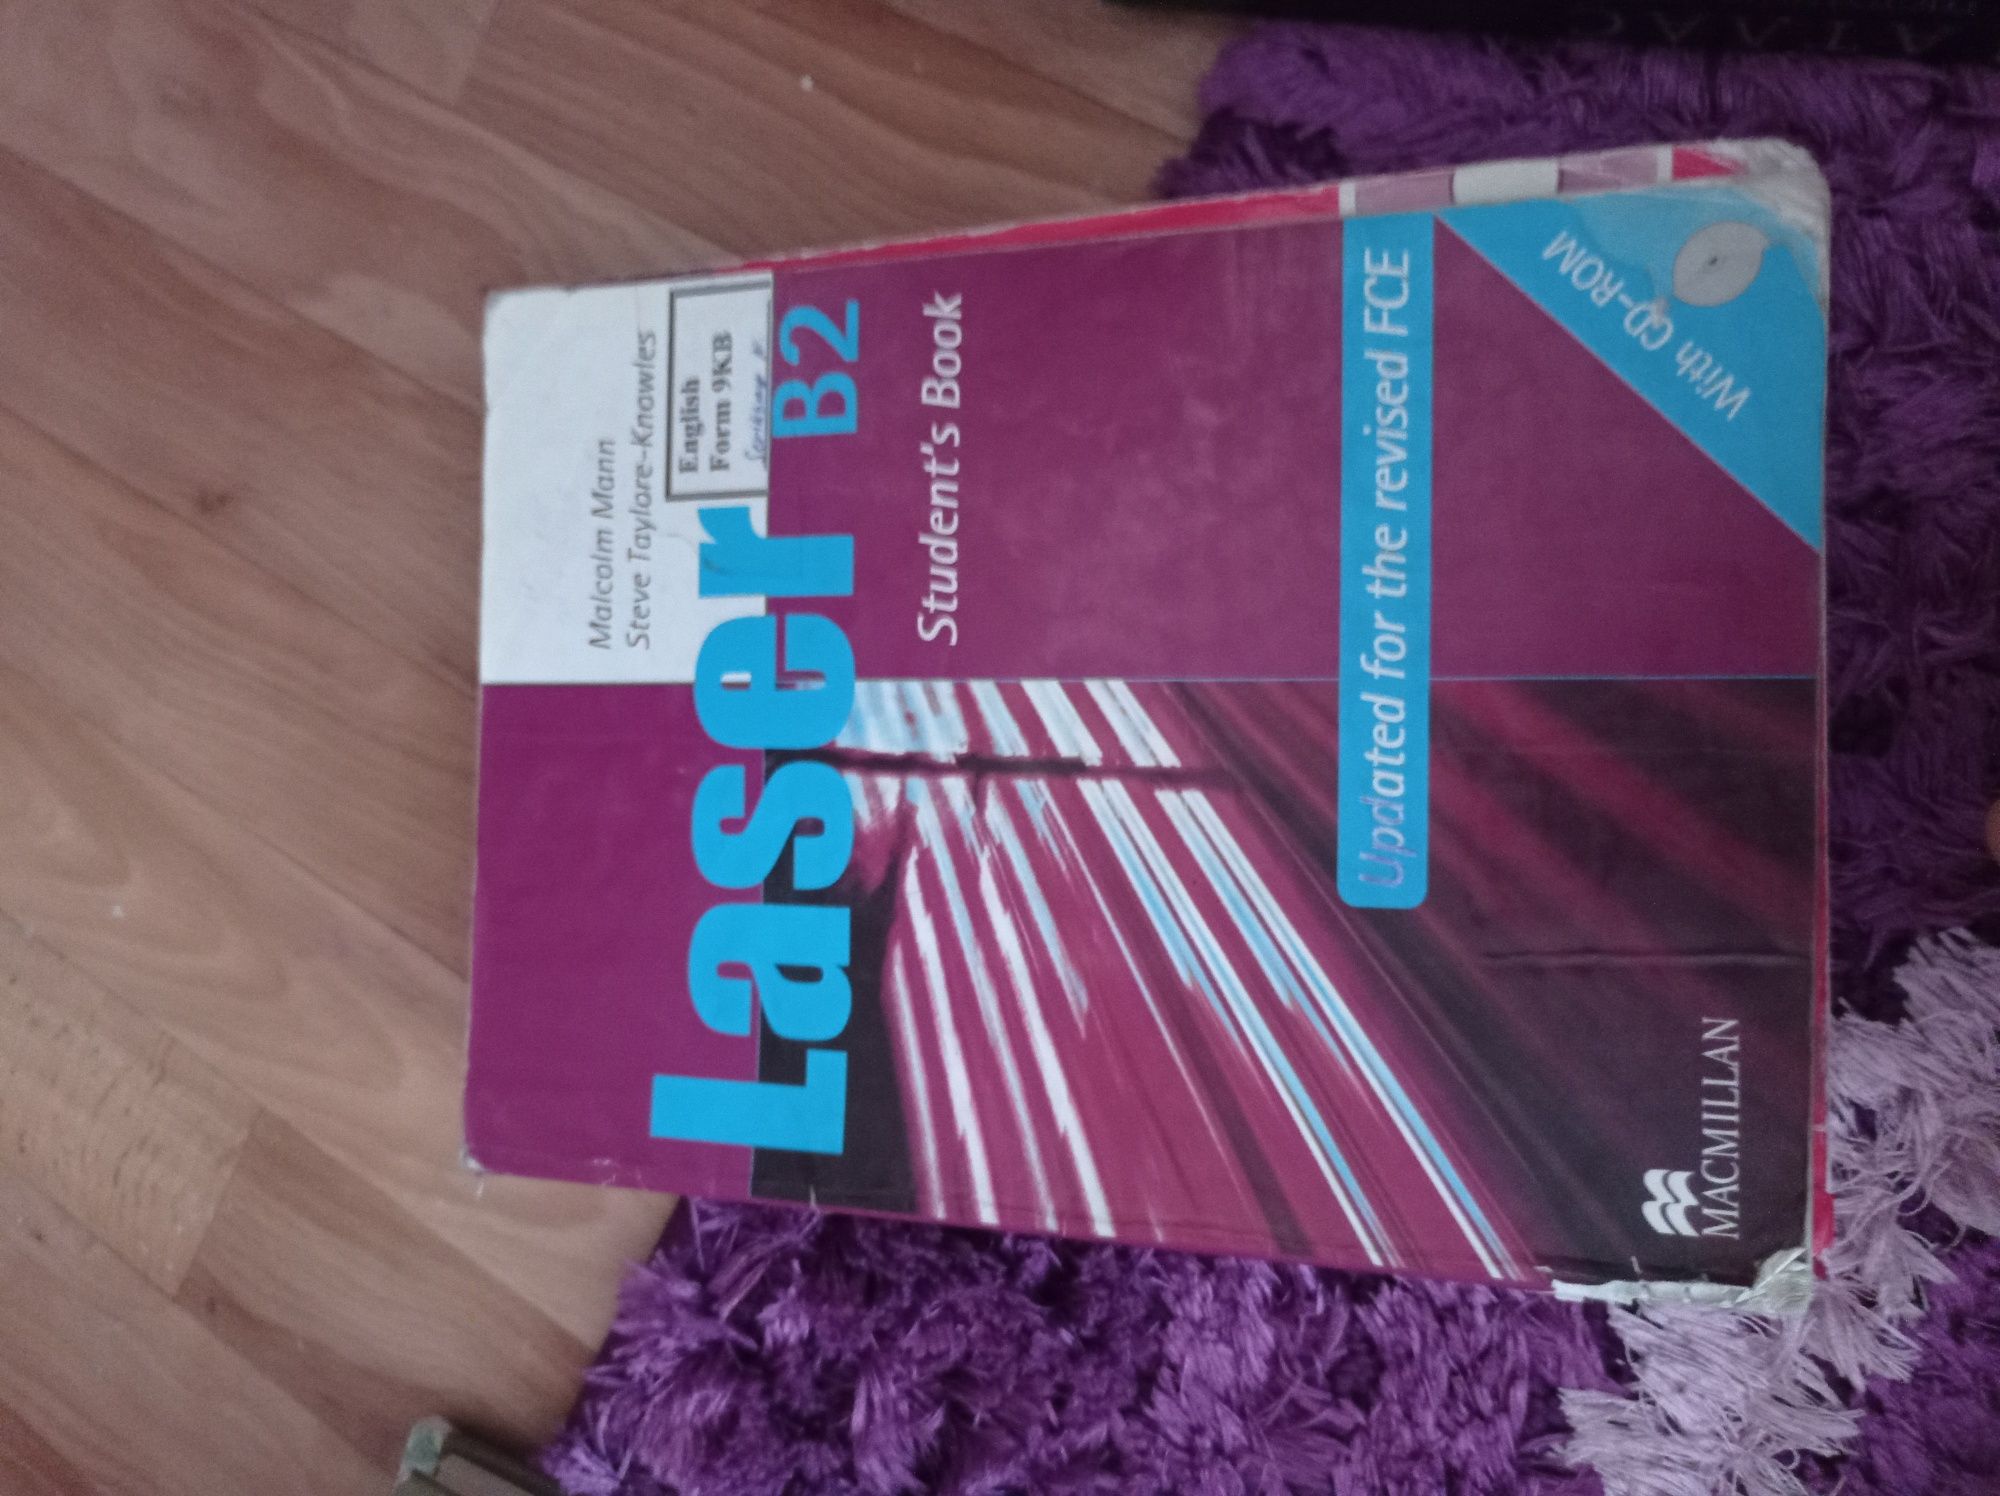 Malcolm Mann
Steve Taylore-Knowles
English
Form 9KB
Laser B2
Student's Book
Updated for the revised FCE
With CD-ROM
MACMILLAN